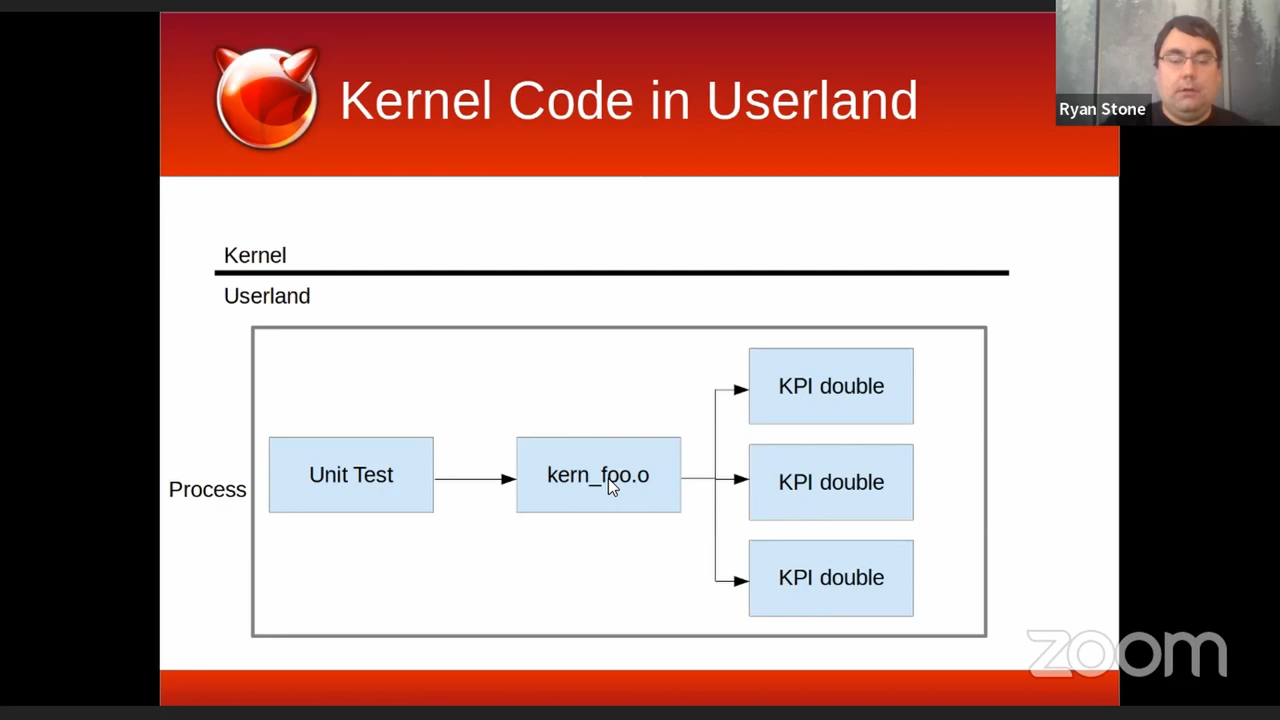 Kernel Code in Userland
Ryan Stone
Kernel
Userland
Process
Unit Test
kern_foo.o
KPI double
KPI double
KPI double
zoom